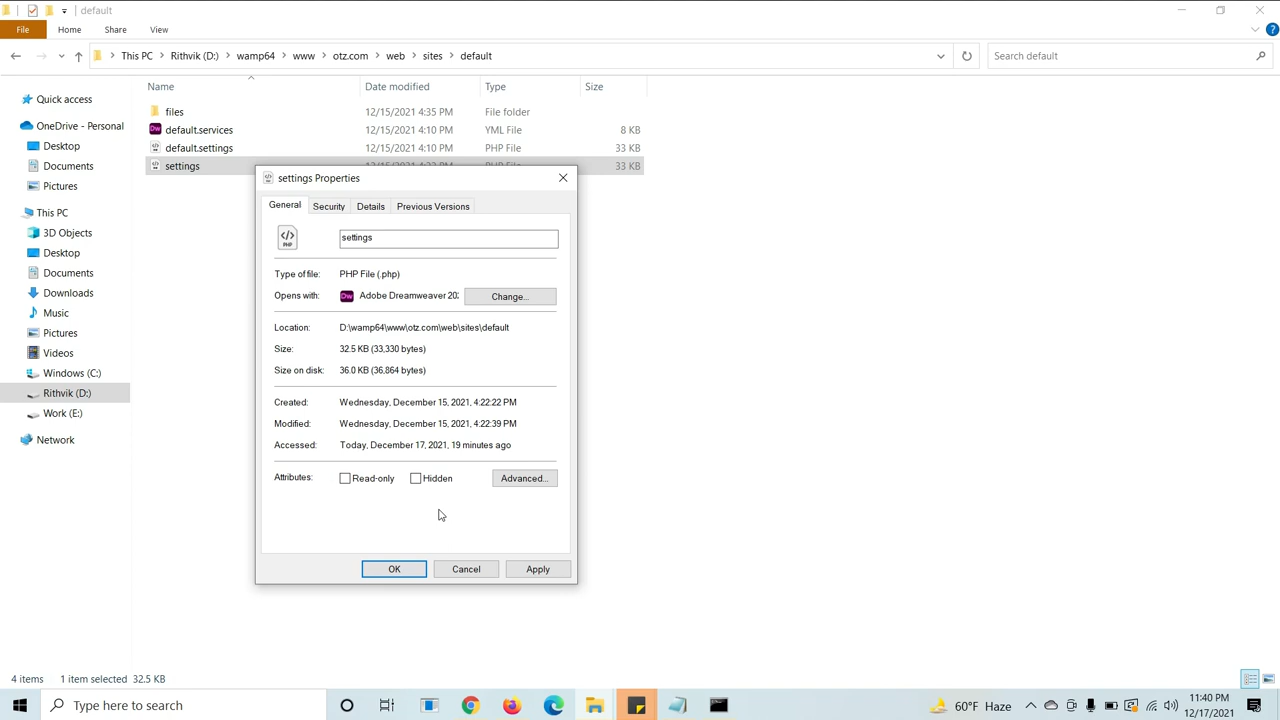 default
File Home Share View
This PC Rithvik (D:) wamp64 www otz.com web sites default
Search default
Name Date modified Type Size
Quick access
OneDrive - Personal
Desktop
Documents
Pictures
This PC
3D Objects
Desktop
Documents
Downloads
Music
Pictures
Videos
Windows (C:)
Rithvik (D:)
Work (E:)
Network
files 12/15/2021 4:35 PM File folder
default.services 12/15/2021 4:10 PM YML File 8 KB
default.settings 12/15/2021 4:10 PM PHP File 33 KB
settings 33 KB
settings Properties
General Security Details Previous Versions
PHP
settings
Type of file: PHP File (.php)
Opens with: Dw Adobe Dreamweaver 202 Change...
Location: D:\wamp64\www\otz.com\web\sites\default
Size: 32.5 KB (33,330 bytes)
Size on disk: 36.0 KB (36,864 bytes)
Created: Wednesday, December 15, 2021, 4:22:22 PM
Modified: Wednesday, December 15, 2021, 4:22:39 PM
Accessed: Today, December 17, 2021, 19 minutes ago
Attributes: Read-only Hidden Advanced...
OK Cancel Apply
4 items 1 item selected 32.5 KB
Type here to search
60°F Haze
11:40 PM
12/17/2021